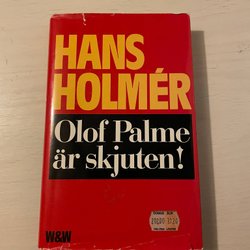 HANS
HOLMÉR
Olof Palme
är skjuten!
W&W